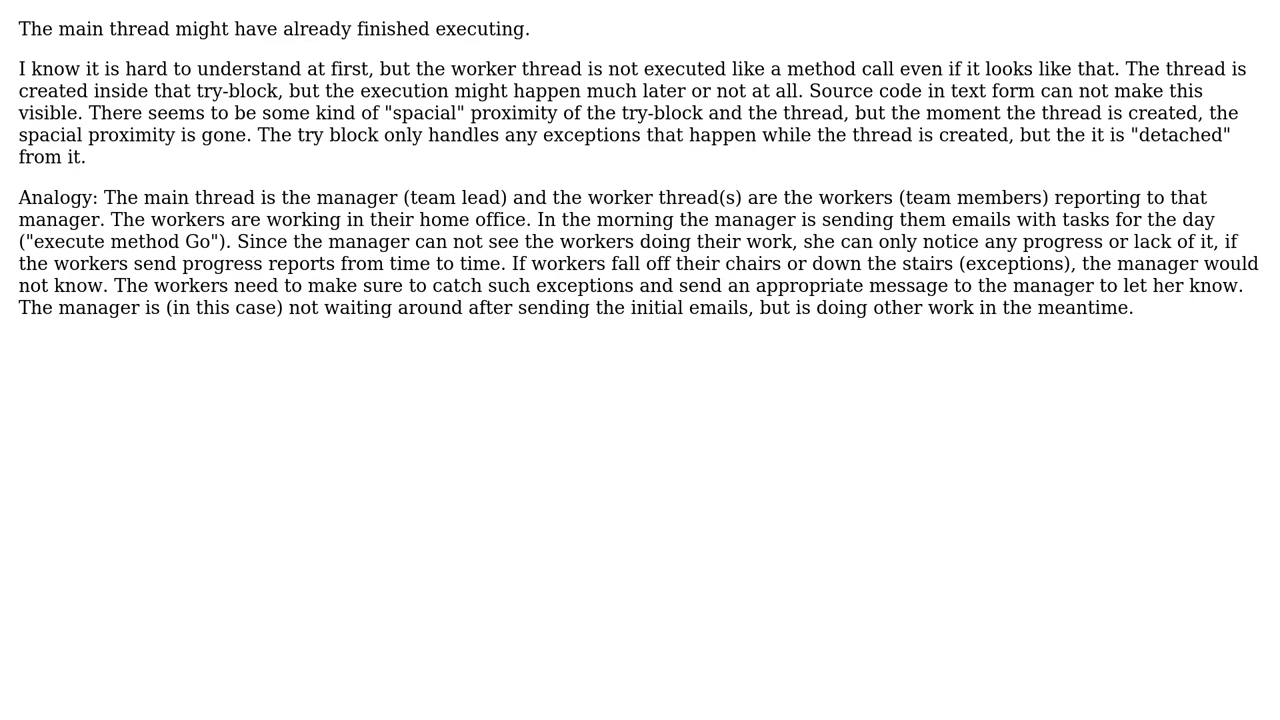 The main thread might have already finished executing.
I know it is hard to understand at first, but the worker thread is not executed like a method call even if it looks like that. The thread is
created inside that try-block, but the execution might happen much later or not at all. Source code in text form can not make this
visible. There seems to be some kind of "spacial" proximity of the try-block and the thread, but the moment the thread is created, the
spacial proximity is gone. The try block only handles any exceptions that happen while the thread is created, but the it is "detached"
from it.
Analogy: The main thread is the manager (team lead) and the worker thread(s) are the workers (team members) reporting to that
manager. The workers are working in their home office. In the morning the manager is sending them emails with tasks for the day
("execute method Go"). Since the manager can not see the workers doing their work, she can only notice any progress or lack of it, if
the workers send progress reports from time to time. If workers fall off their chairs or down the stairs (exceptions), the manager would
not know. The workers need to make sure to catch such exceptions and send an appropriate message to the manager to let her know.
The manager is (in this case) not waiting around after sending the initial emails, but is doing other work in the meantime.